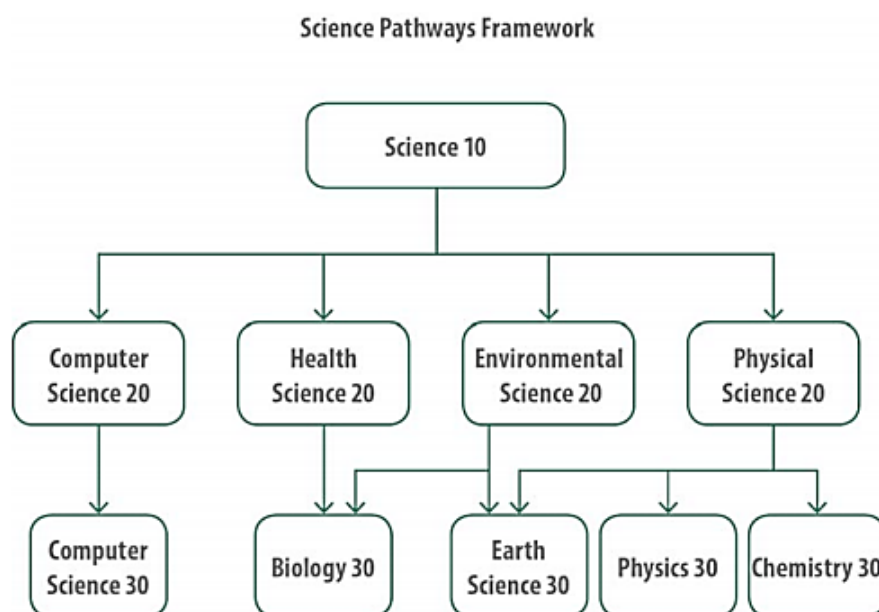 Science Pathways Framework
Science 10
Computer
Science 20
Health
Science 20
Environmental
Science 20
Physical
Science 20
Computer
Science 30
Biology 30
Earth
Science 30
Physics 30
Chemistry 30